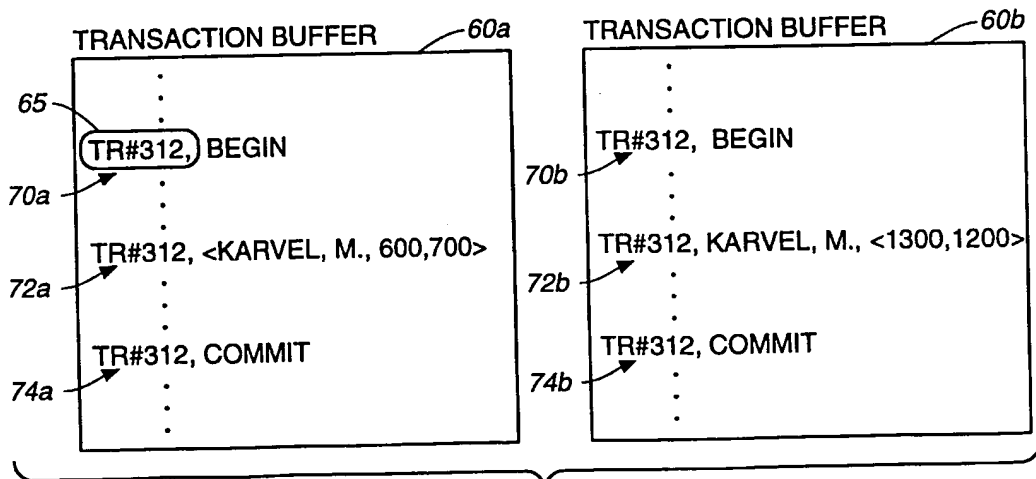 TRANSACTION BUFFER 60a
65
TR#312, BEGIN
70a
TR#312, <KARVEL, M., 600,700>
72a
TR#312, COMMIT
74a
TRANSACTION BUFFER 60b
TR#312, BEGIN
70b
TR#312, KARVEL, M., <1300,1200>
72b
TR#312, COMMIT
74b